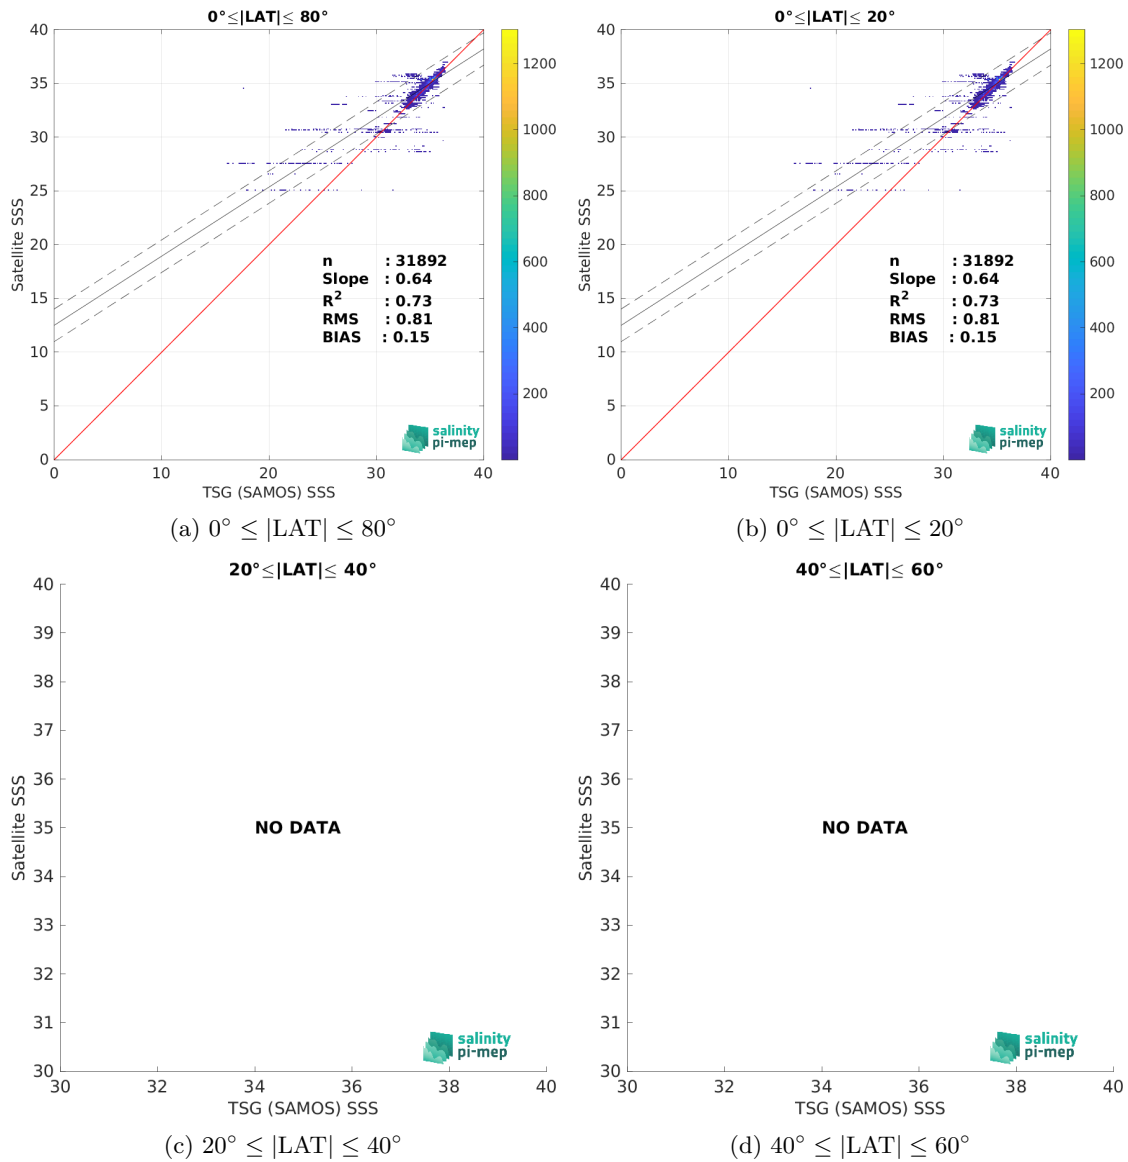 0°≤|LAT|≤ 80°
40
35
30
25
20
15
10
5
0
0
10
20
30
40
Satellite SSS
TSG (SAMOS) SSS
n : 31892
Slope : 0.64
R² : 0.73
RMS : 0.81
BIAS : 0.15
salinity
pi-mep
1200
1000
800
600
400
200
(a) 0° ≤ |LAT| ≤ 80°
0°≤|LAT|≤ 20°
40
35
30
25
20
15
10
5
0
0
10
20
30
40
Satellite SSS
TSG (SAMOS) SSS
n : 31892
Slope : 0.64
R² : 0.73
RMS : 0.81
BIAS : 0.15
salinity
pi-mep
1200
1000
800
600
400
200
(b) 0° ≤ |LAT| ≤ 20°
20°≤|LAT|≤ 40°
40
39
38
37
36
35
34
33
32
31
30
30
32
34
36
38
40
Satellite SSS
NO DATA
salinity
pi-mep
TSG (SAMOS) SSS
(c) 20° ≤ |LAT| ≤ 40°
40°≤|LAT|≤ 60°
40
39
38
37
36
35
34
33
32
31
30
30
32
34
36
38
40
Satellite SSS
NO DATA
salinity
pi-mep
TSG (SAMOS) SSS
(d) 40° ≤ |LAT| ≤ 60°